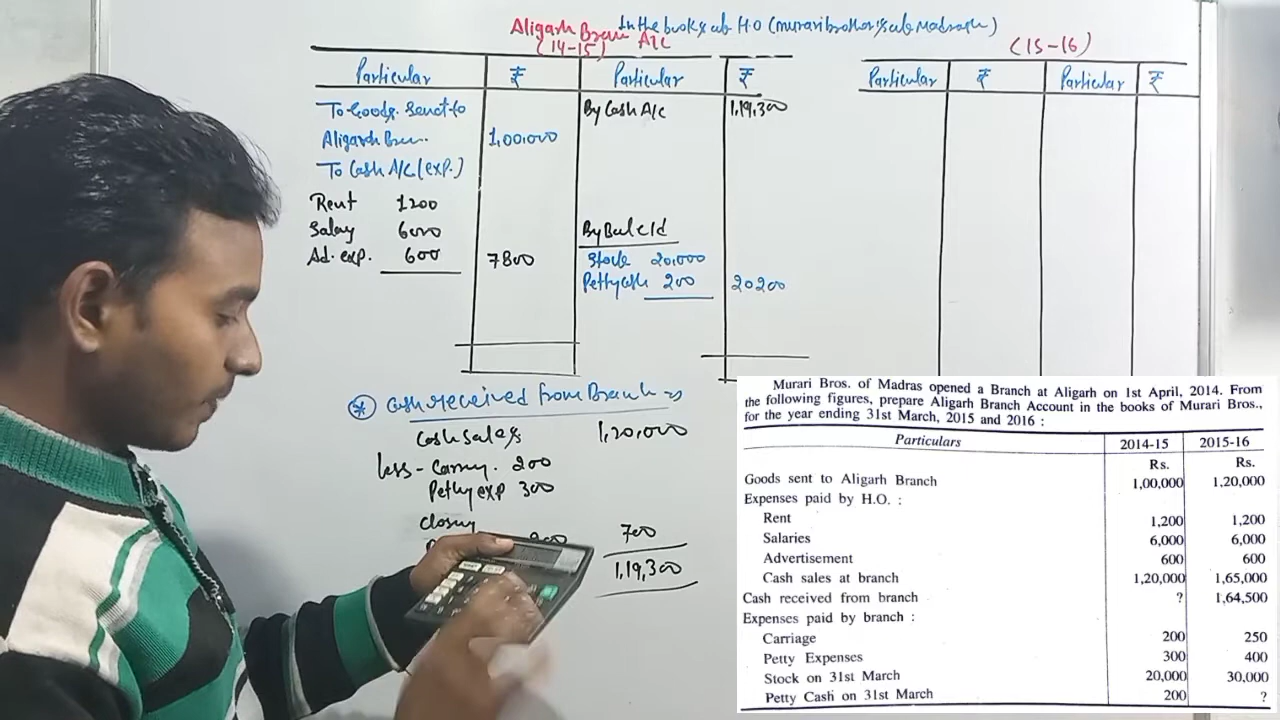 In the books of H.O (murari brother's of Madrash)
Aligarh Bran A/C
(14-15)
(15-16)
Particular ₹ Particular ₹
Particular ₹ Particular ₹
To Goods. Senct to By Cash A/C 1,19,300
Aligarh Bran. 1,00,000
To Cash A/C (exp.)
Rent 1200
Salary 6000 By Bal c/d
Ad. exp. 600 7800 Stock 20,000
Petty cash 200 20200
* Cash received from Branch
Cash Sales 1,20,000
less - Carray. 200
Petty exp 300
closing 700
1,19,300
Murari Bros. of Madras opened a Branch at Aligarh on 1st April, 2014. From
the following figures, prepare Aligarh Branch Account in the books of Murari Bros.,
for the year ending 31st March, 2015 and 2016 :
Particulars 2014-15 2015-16
Rs. Rs.
Goods sent to Aligarh Branch 1,00,000 1,20,000
Expenses paid by H.O. :
Rent 1,200 1,200
Salaries 6,000 6,000
Advertisement 600 600
Cash sales at branch 1,20,000 1,65,000
Cash received from branch ? 1,64,500
Expenses paid by branch :
Carriage 200 250
Petty Expenses 300 400
Stock on 31st March 20,000 30,000
Petty Cash on 31st March 200 ?